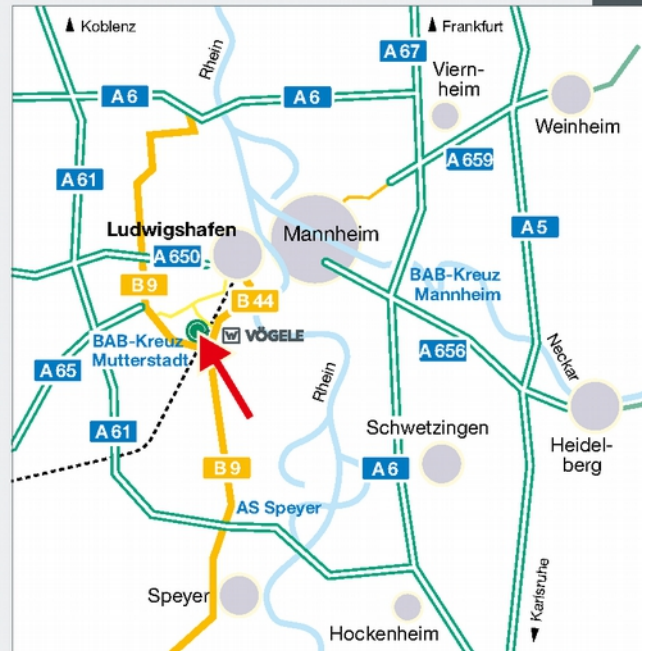 Koblenz
Frankfurt
Rhein
A 67
Viern-
heim
A 6
A 6
Weinheim
A 659
A 61
Ludwigshafen
Mannheim
A 5
A 650
B 9
B 44
BAB-Kreuz
Mannheim
W VÖGELE
BAB-Kreuz
Mutterstadt
A 656
Neckar
A 65
Rhein
A 61
Schwetzingen
Heidel-
berg
B 9
A 6
AS Speyer
Speyer
Karlsruhe
Hockenheim